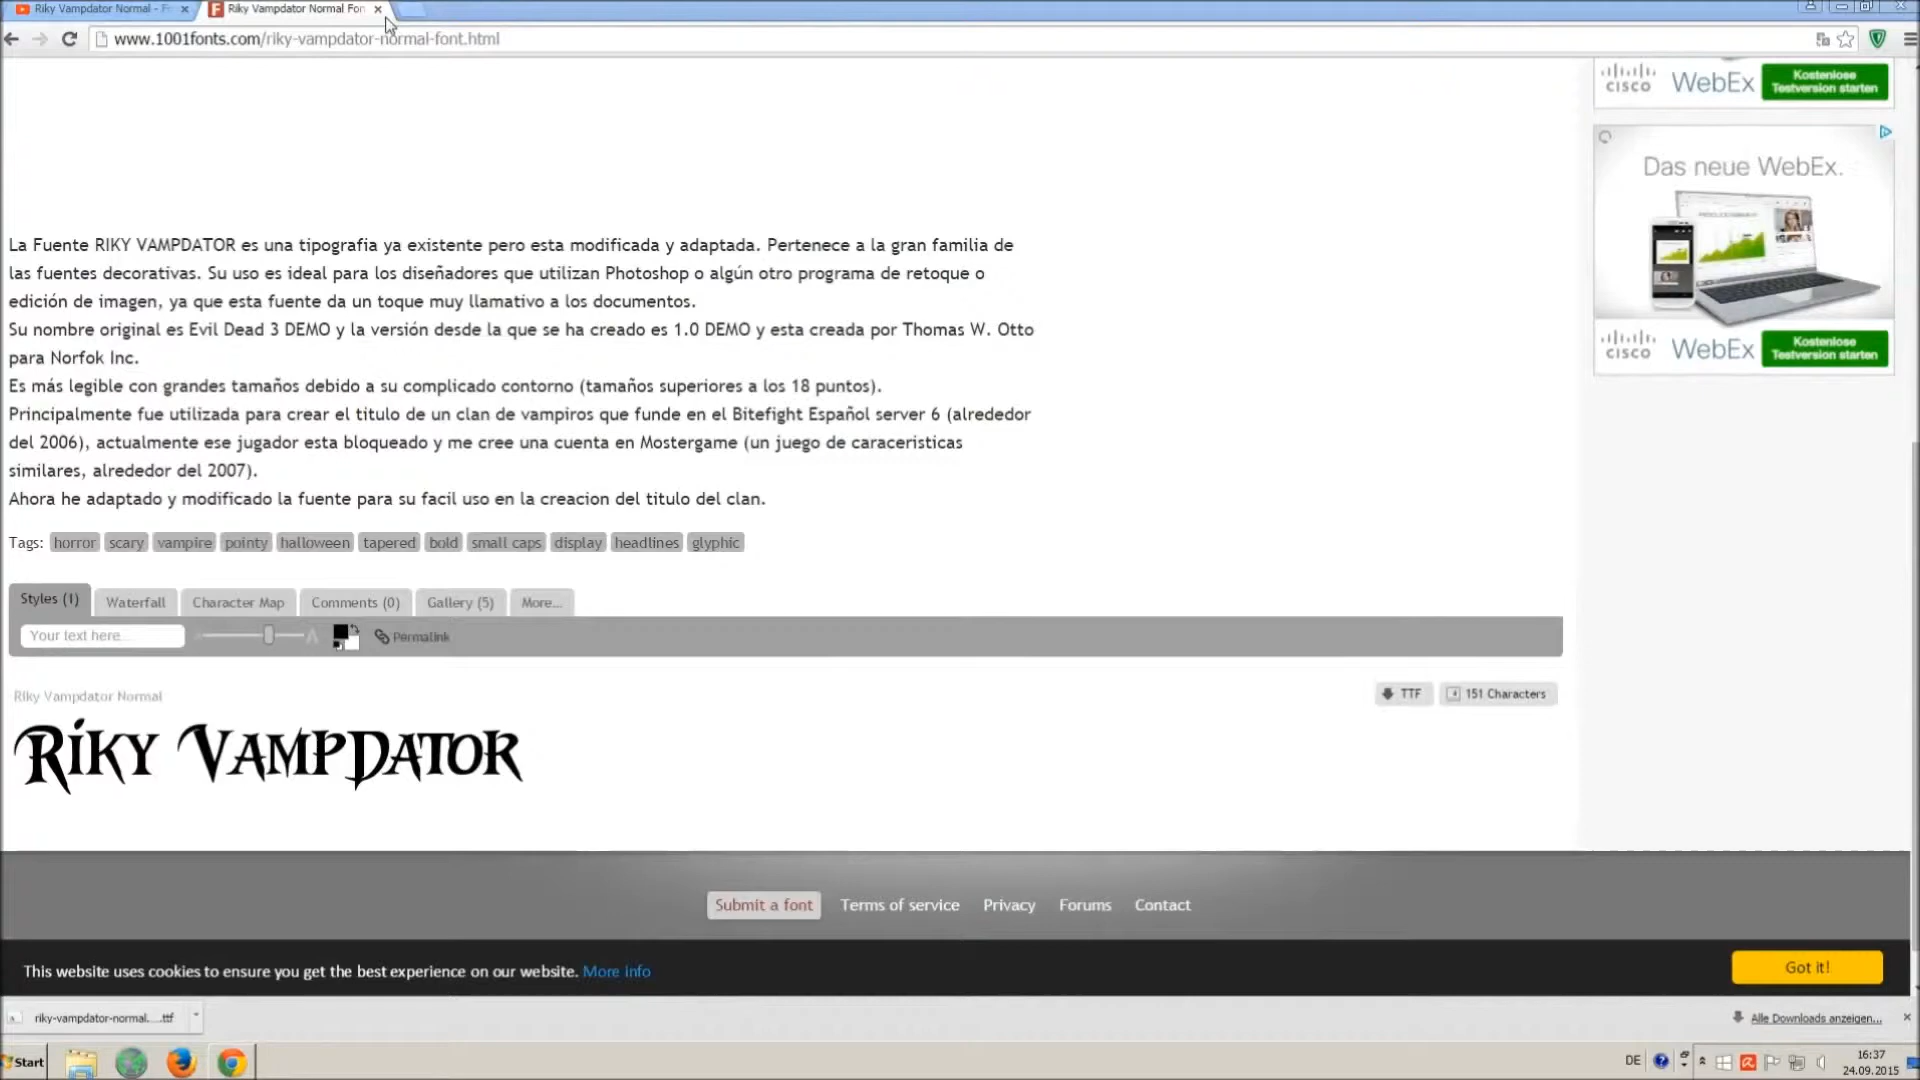 Riky Vampdator Normal - F
Riky Vampdator Normal Fon
www.1001fonts.com/riky-vampdator-normal-font.html
CISCO WebEx Kostenlose Testversion starten
Das neue WebEx.
CISCO WebEx Kostenlose Testversion starten
La Fuente RIKY VAMPDATOR es una tipografia ya existente pero esta modificada y adaptada. Pertenece a la gran familia de
las fuentes decorativas. Su uso es ideal para los diseñadores que utilizan Photoshop o algún otro programa de retoque o
edición de imagen, ya que esta fuente da un toque muy llamativo a los documentos.
Su nombre original es Evil Dead 3 DEMO y la versión desde la que se ha creado es 1.0 DEMO y esta creada por Thomas W. Otto
para Norfok Inc.
Es más legible con grandes tamaños debido a su complicado contorno (tamaños superiores a los 18 puntos).
Principalmente fue utilizada para crear el titulo de un clan de vampiros que funde en el Bitefight Español server 6 (alrededor
del 2006), actualmente ese jugador esta bloqueado y me cree una cuenta en Mostergame (un juego de caraceristicas
similares, alrededor del 2007).
Ahora he adaptado y modificado la fuente para su facil uso en la creacion del titulo del clan.
Tags: horror scary vampire pointy halloween tapered bold small caps display headlines glyphic
Styles (1) Waterfall Character Map Comments (0) Gallery (5) More...
Your text here... A Permalink
Riky Vampdator Normal TTF 151 Characters
Riky Vampdator
Submit a font Terms of service Privacy Forums Contact
This website uses cookies to ensure you get the best experience on our website. More info Got it!
riky-vampdator-normal....ttf Alle Downloads anzeigen...
Start DE 16:37
24.09.2015